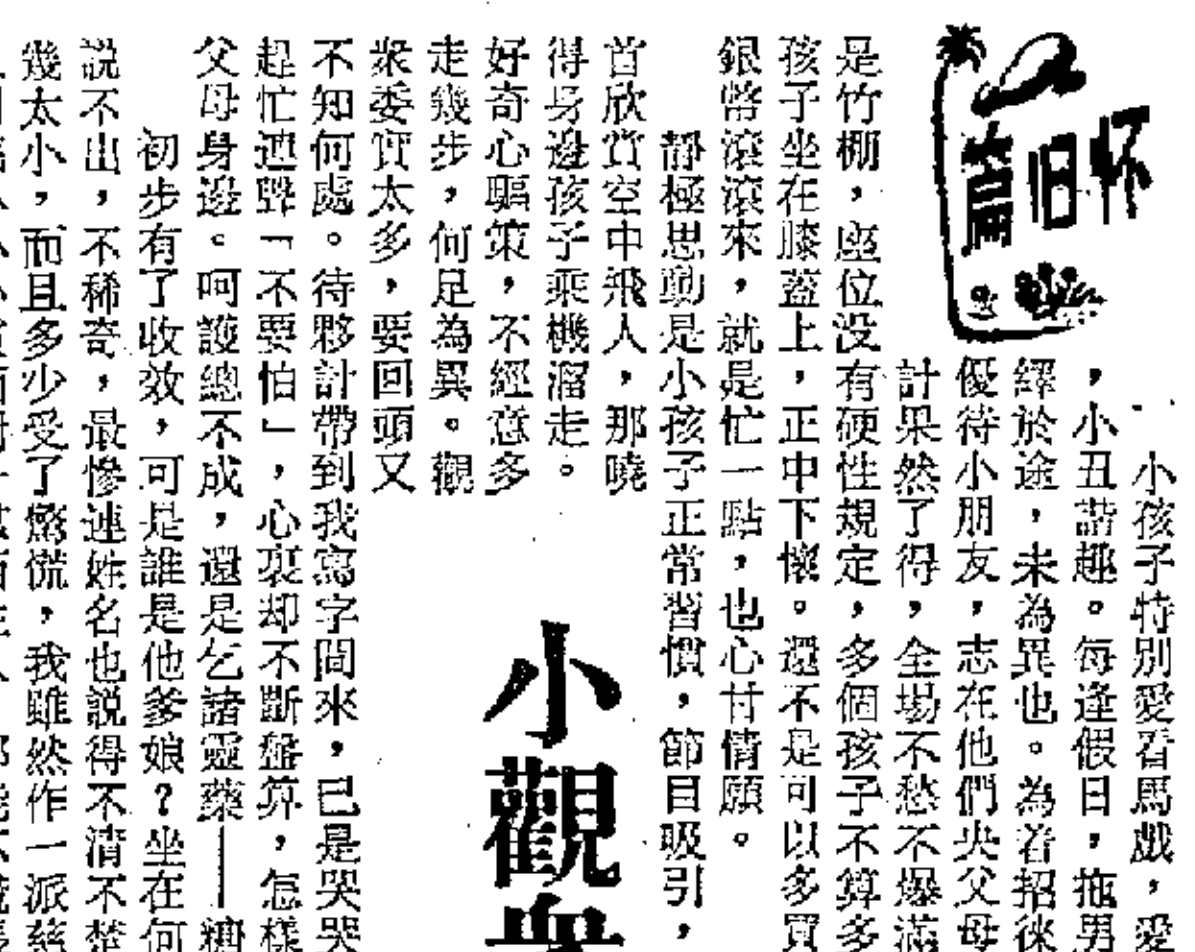 怀旧篇
小孩子特別愛看馬戲，愛
，小丑諧趣。每逢假日，拖男
繹於途，未為異也。為着招徠
優待小朋友，志在他們央父母
計果然了得，全場不愁不爆滿
是竹棚，座位没有硬性規定，多個孩子不算多
孩子坐在膝蓋上，正中下懷。還不是可以多買
銀幣滾滾來，就是忙一點，也心甘情願。
靜極思動是小孩子正常習慣，節目吸引，
首欣賞空中飛人，那曉
得身邊孩子乘機溜走。
好奇心驅策，不經意多
走幾步，何足為異。觀
衆委實太多，要回頭又
小觀衆
不知何處。待夥計帶到我寫字間來，已是哭哭
起忙連聲「不要怕」，心裏却不斷盤算，怎樣
父母身邊。呵護總不成，還是乞諸靈藥——糖
初步有了收效，可是誰是他爹娘？坐在何
説不出，不稀奇，最慘連姓名也説得不清不楚
幾太小，而且多少受了驚慌，我雖然作一派慈